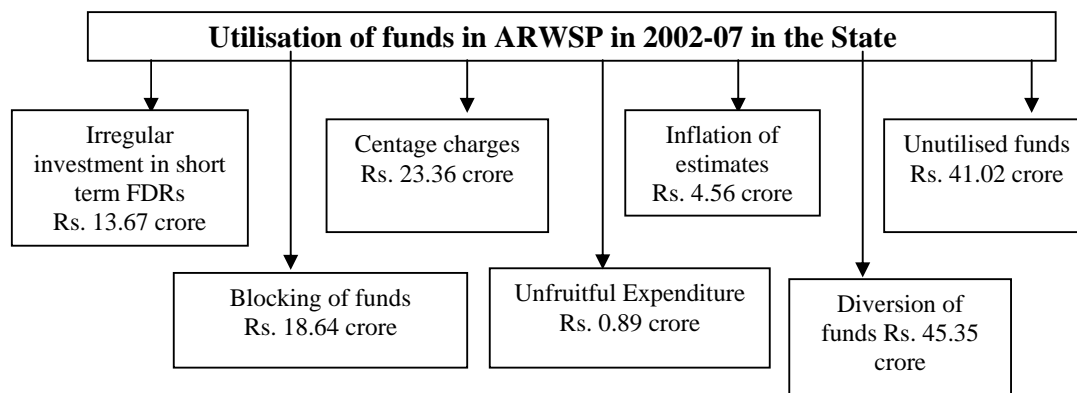 Utilisation of funds in ARWSP in 2002-07 in the State
Irregular
investment in short
term FDRs
Rs. 13.67 crore
Centage charges
Rs. 23.36 crore
Inflation of
estimates
Rs. 4.56 crore
Unutilised funds
Rs. 41.02 crore
Blocking of funds
Rs. 18.64 crore
Unfruitful Expenditure
Rs. 0.89 crore
Diversion of
funds Rs. 45.35
crore